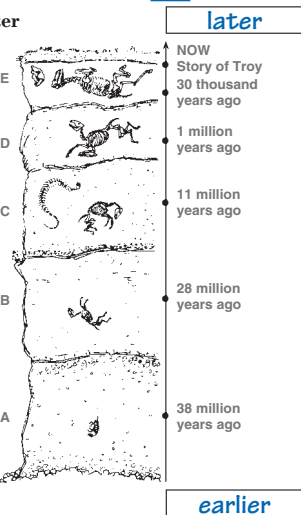 ter
later
NOW
Story of Troy
E
30 thousand
years ago
D
1 million
years ago
C
11 million
years ago
B
28 million
years ago
A
38 million
years ago
earlier